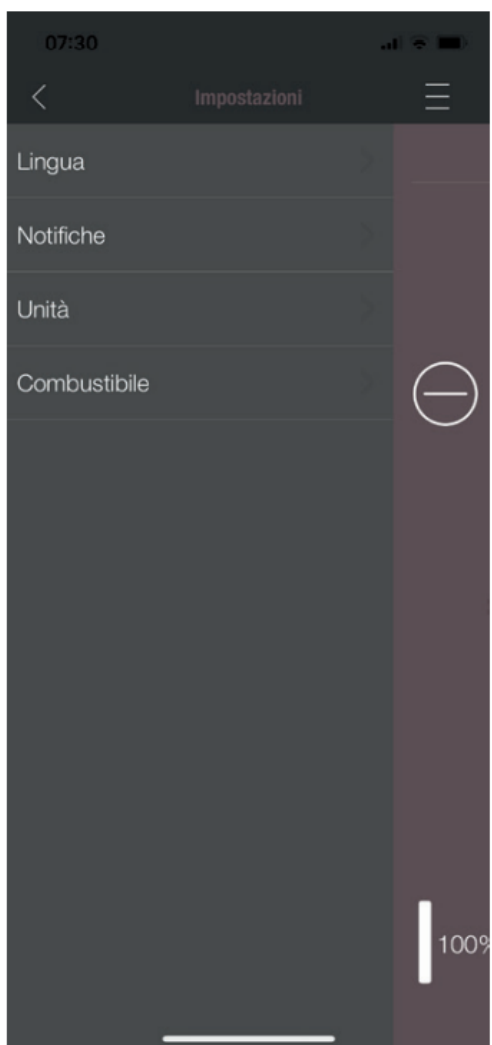 07:30
Impostazioni
Lingua
Notifiche
Unità
Combustibile
100%